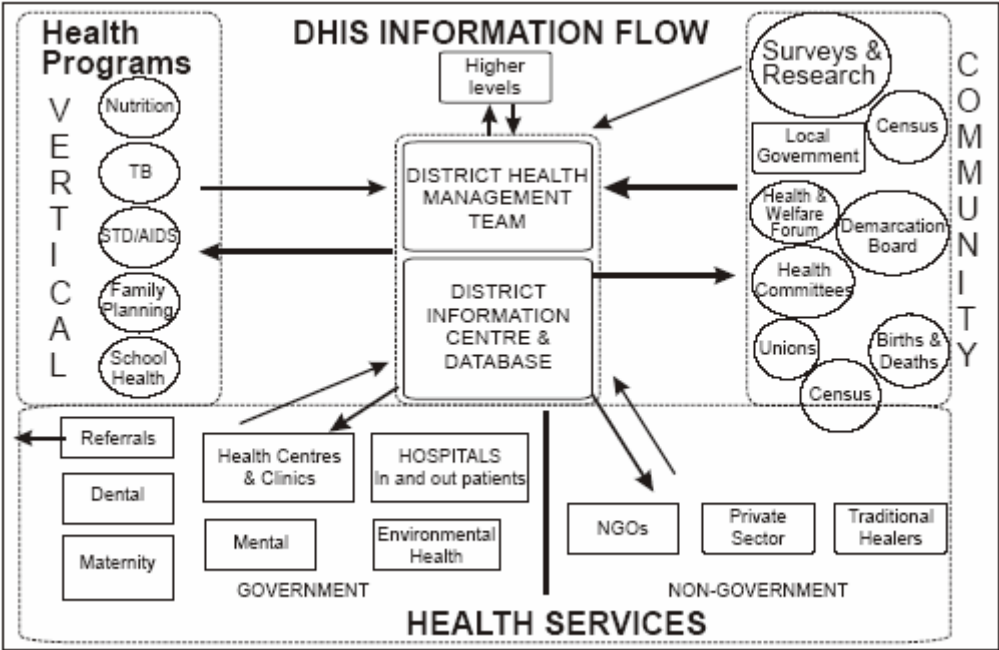 DHIS INFORMATION FLOW
Health
Programs
VERTICAL
Nutrition
TB
STD/AIDS
Family
Planning
School
Health
Higher
levels
DISTRICT HEALTH
MANAGEMENT
TEAM
DISTRICT
INFORMATION
CENTRE &
DATABASE
COMMUNITY
Surveys &
Research
Census
Local
Government
Health &
Welfare
Forum
Demarcation
Board
Health
Committees
Unions
Births &
Deaths
Census
Referrals
Dental
Maternity
Health Centres
& Clinics
HOSPITALS
In and out patients
Mental
Environmental
Health
GOVERNMENT
NGOs
Private
Sector
Traditional
Healers
NON-GOVERNMENT
HEALTH SERVICES